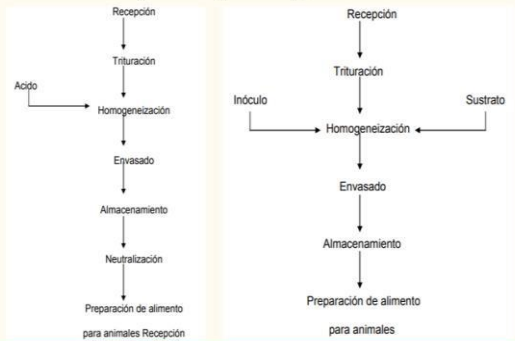 Recepción
Trituración
Acido
Homogeneización
Envasado
Almacenamiento
Neutralización
Preparación de alimento
para animales Recepción
Recepción
Trituración
Inóculo
Sustrato
Homogeneización
Envasado
Almacenamiento
Preparación de alimento
para animales